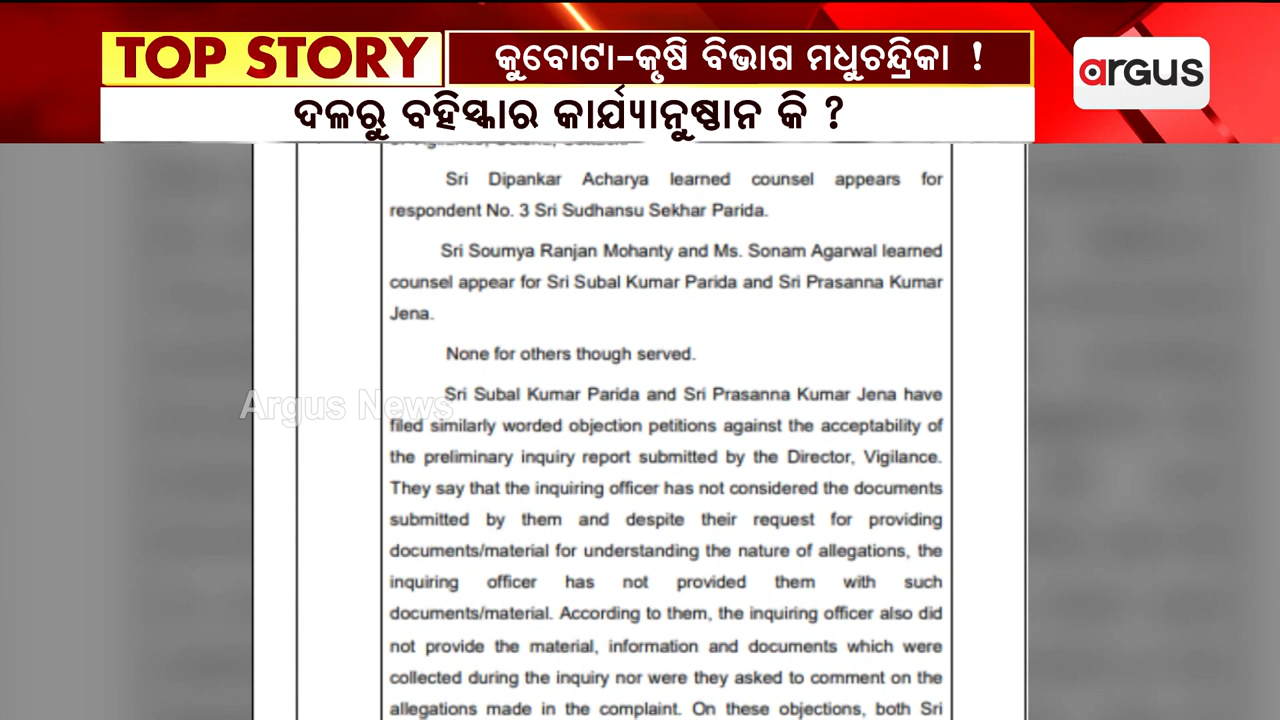 TOP STORY
କୁବୋଟା-କୃଷି ବିଭାଗ ମଧୁଚନ୍ଦ୍ରିକା !
argus
ଦଳରୁ ବହିସ୍କାର କାର୍ଯ୍ୟାନୁଷ୍ଠାନ କି ?
Sri Dipankar Acharya learned counsel appears for
respondent No. 3 Sri Sudhansu Sekhar Parida.
Sri Soumya Ranjan Mohanty and Ms. Sonam Agarwal learned
counsel appear for Sri Subal Kumar Parida and Sri Prasanna Kumar
Jena.
None for others though served.
Sri Subal Kumar Parida and Sri Prasanna Kumar Jena have
Argus News
filed similarly worded objection petitions against the acceptability of
the preliminary inquiry report submitted by the Director, Vigilance.
They say that the inquiring officer has not considered the documents
submitted by them and despite their request for providing
documents/material for understanding the nature of allegations, the
inquiring officer has not provided them with such
documents/material. According to them, the inquiring officer also did
not provide the material, information and documents which were
collected during the inquiry nor were they asked to comment on the
allegations made in the complaint. On these objections, both Sri